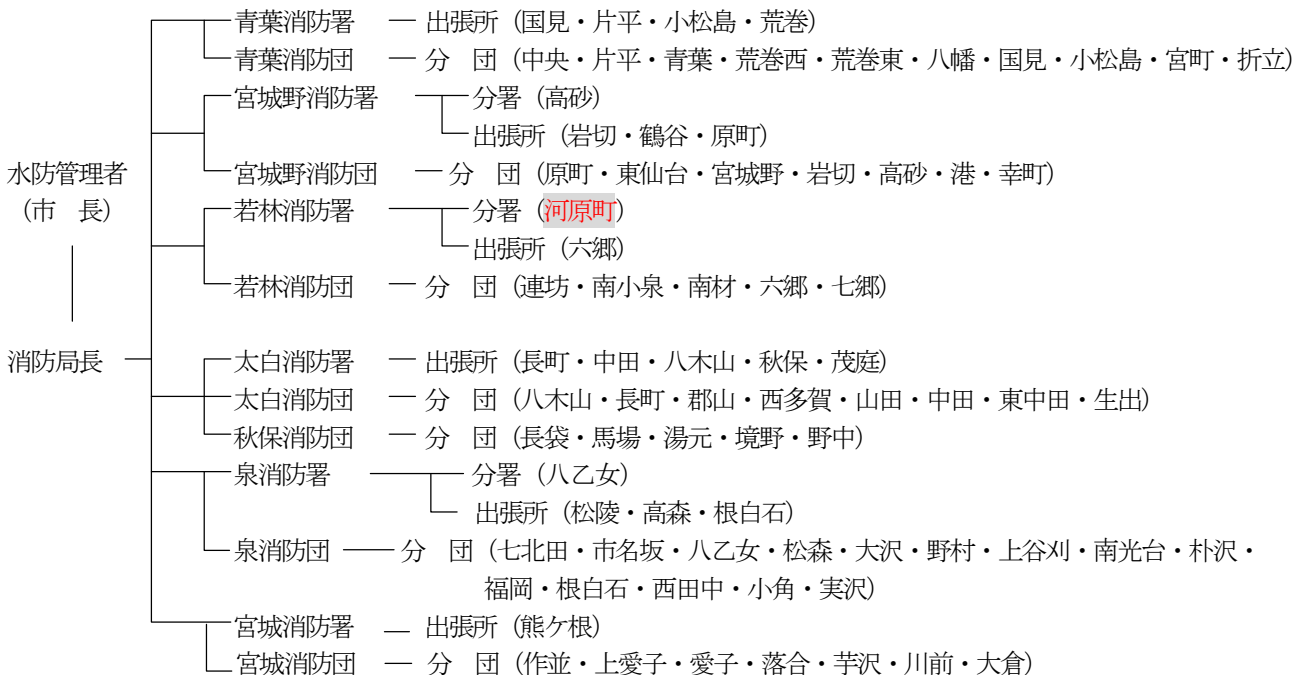 青葉消防署 出張所（国見・片平・小松島・荒巻）
青葉消防団 分 団（中央・片平・青葉・荒巻西・荒巻東・八幡・国見・小松島・宮町・折立）
宮城野消防署 分署（高砂）
出張所（岩切・鶴谷・原町）
水防管理者 宮城野消防団 分 団（原町・東仙台・宮城野・岩切・高砂・港・幸町）
（市 長） 若林消防署 分署（河原町）
出張所（六郷）
若林消防団 分 団（連坊・南小泉・南材・六郷・七郷）
消防局長 太白消防署 出張所（長町・中田・八木山・秋保・茂庭）
太白消防団 分 団（八木山・長町・郡山・西多賀・山田・中田・東中田・生出）
秋保消防団 分 団（長袋・馬場・湯元・境野・野中）
泉消防署 分署（八乙女）
出張所（松陵・高森・根白石）
泉消防団 分 団（七北田・市名坂・八乙女・松森・大沢・野村・上谷刈・南光台・朴沢・
福岡・根白石・西田中・小角・実沢）
宮城消防署 出張所（熊ケ根）
宮城消防団 分 団（作並・上愛子・愛子・落合・芋沢・川前・大倉）